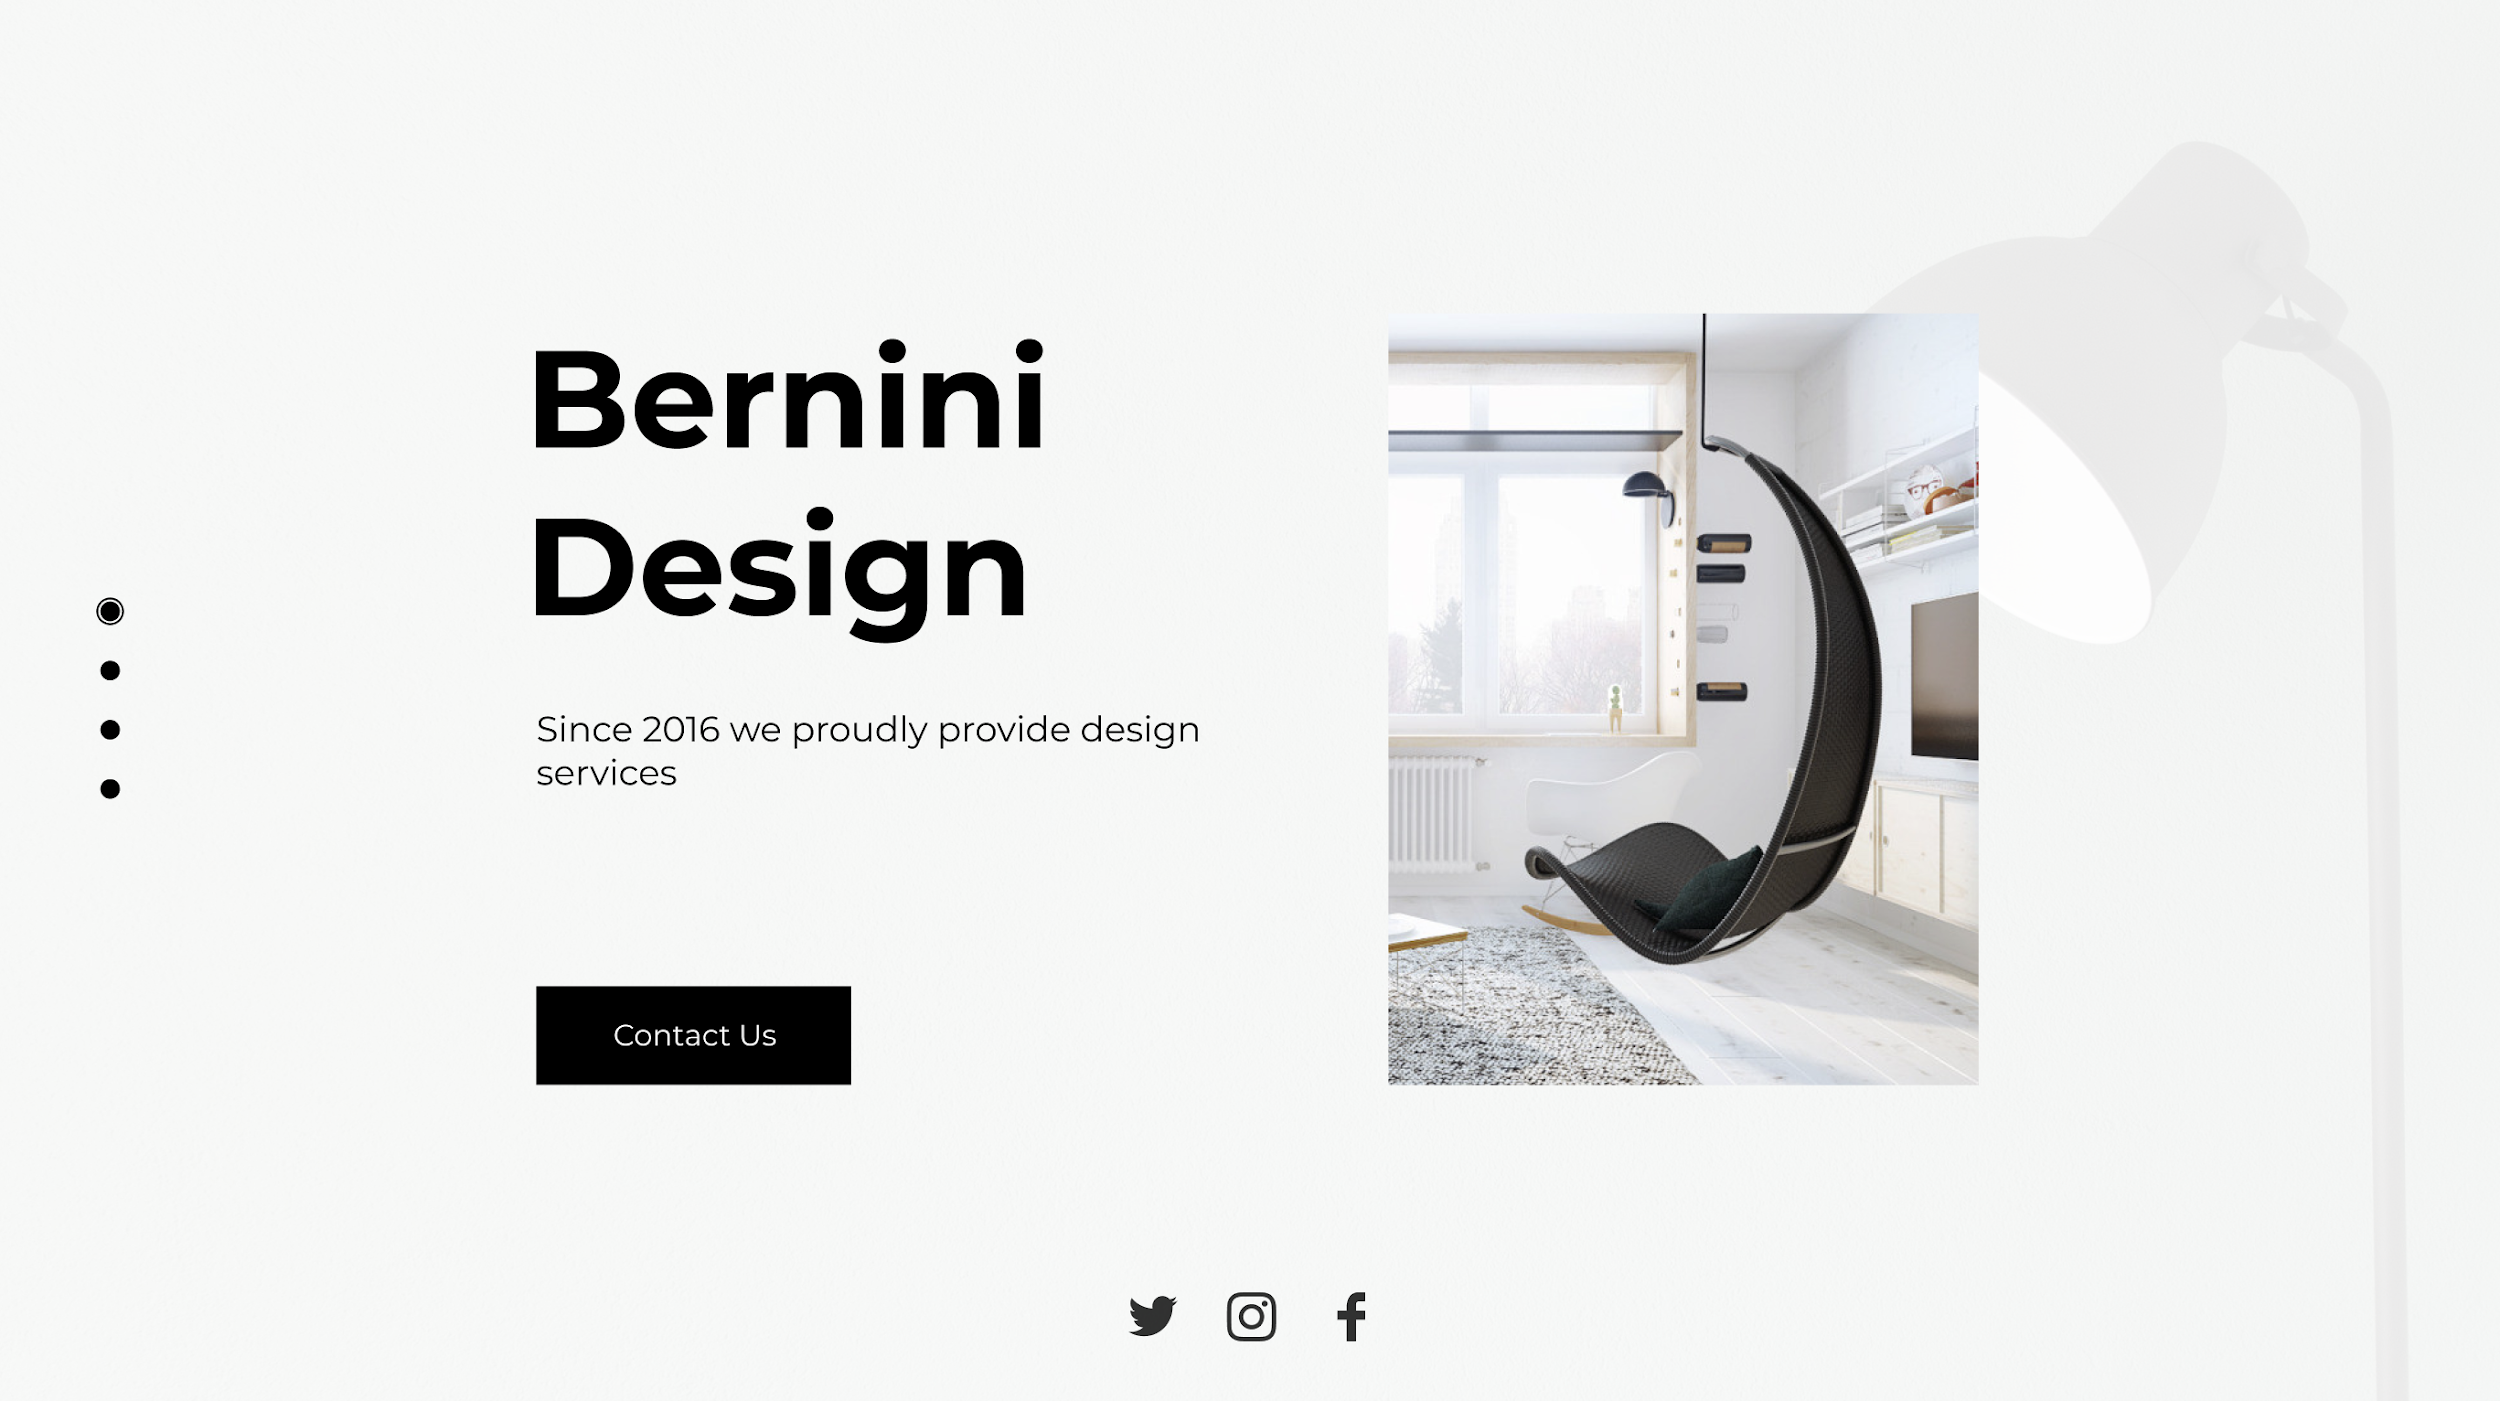 Bernini
Design
Since 2016 we proudly provide design
services
Contact Us